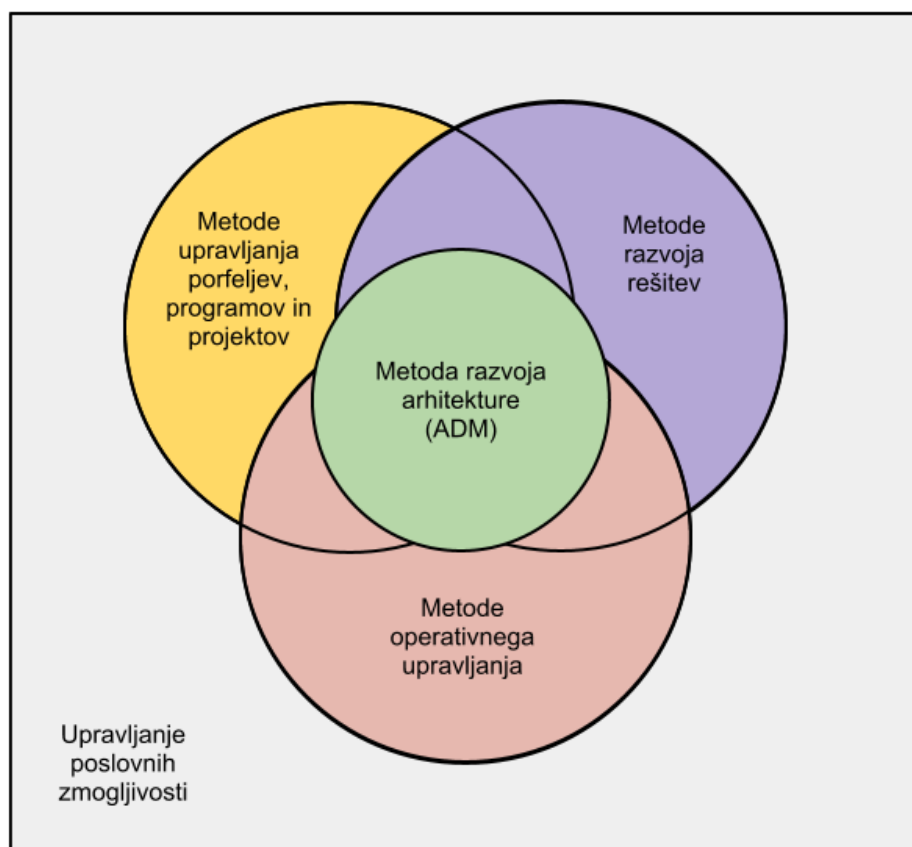 Metode
upravljanja
porfeljev,
programov in
projektov
Metode
razvoja
rešitev
Metoda razvoja
arhitekture
(ADM)
Metode
operativnega
upravljanja
Upravljanje
poslovnih
zmogljivosti